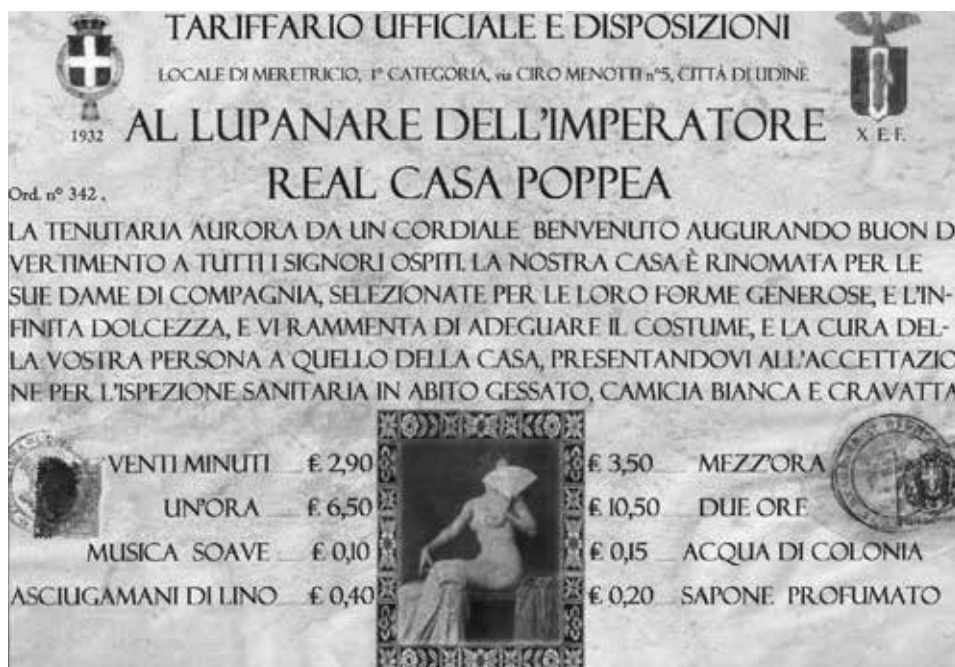 TARIFFARIO UFFICIALE E DISPOSIZIONI
LOCALE DI MERETRICIO, 1° CATEGORIA, via CIRO MENOTTI n°5, CITTÀ DI UDINE
1932 AL LUPANARE DELL'IMPERATORE X E. F.
Ord. n° 342 , REAL CASA POPPEA
LA TENUTARIA AURORA DA UN CORDIALE BENVENUTO AUGURANDO BUON D
VERTIMENTO A TUTTI I SIGNORI OSPITI. LA NOSTRA CASA È RINOMATA PER LE
SUE DAME DI COMPAGNIA, SELEZIONATE PER LE LORO FORME GENEROSE, E L'IN-
FINITA DOLCEZZA, E VI RAMMENTA DI ADEGUARE IL COSTUME, E LA CURA DEL-
LA VOSTRA PERSONA A QUELLO DELLA CASA, PRESENTANDOVI ALL'ACCETTAZIO
NE PER L'ISPEZIONE SANITARIA IN ABITO GESSATO, CAMICIA BIANCA E CRAVATTA
VENTI MINUTI £ 2,90 £ 3,50 MEZZ'ORA
UN'ORA £ 6,50 £ 10,50 DUE ORE
MUSICA SOAVE £ 0,10 £ 0,15 ACQUA DI COLONIA
ASCIUGAMANI DI LINO £ 0,40 £ 0,20 SAPONE PROFUMATO